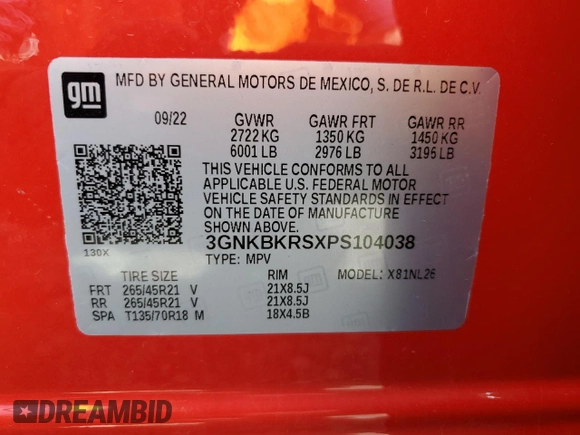 gm
MFD BY GENERAL MOTORS DE MEXICO, S. DE R.L. DE C.V.
09/22 GVWR GAWR FRT GAWR RR
2722 KG 1350 KG 1450 KG
6001 LB 2976 LB 3195 LB
THIS VEHICLE CONFORMS TO ALL
APPLICABLE U.S. FEDERAL MOTOR
VEHICLE SAFETY STANDARDS IN EFFECT
ON THE DATE OF MANUFACTURE
SHOWN ABOVE.
3GNKBKRSXPS104038
130X TYPE: MPV MODEL: X81NL26
TIRE SIZE RIM
FRT 265/45R21 V 21X8.5J
RR 265/45R21 V 21X8.5J
SPA T135/70R18 M 18X4.5B
DREAMBID